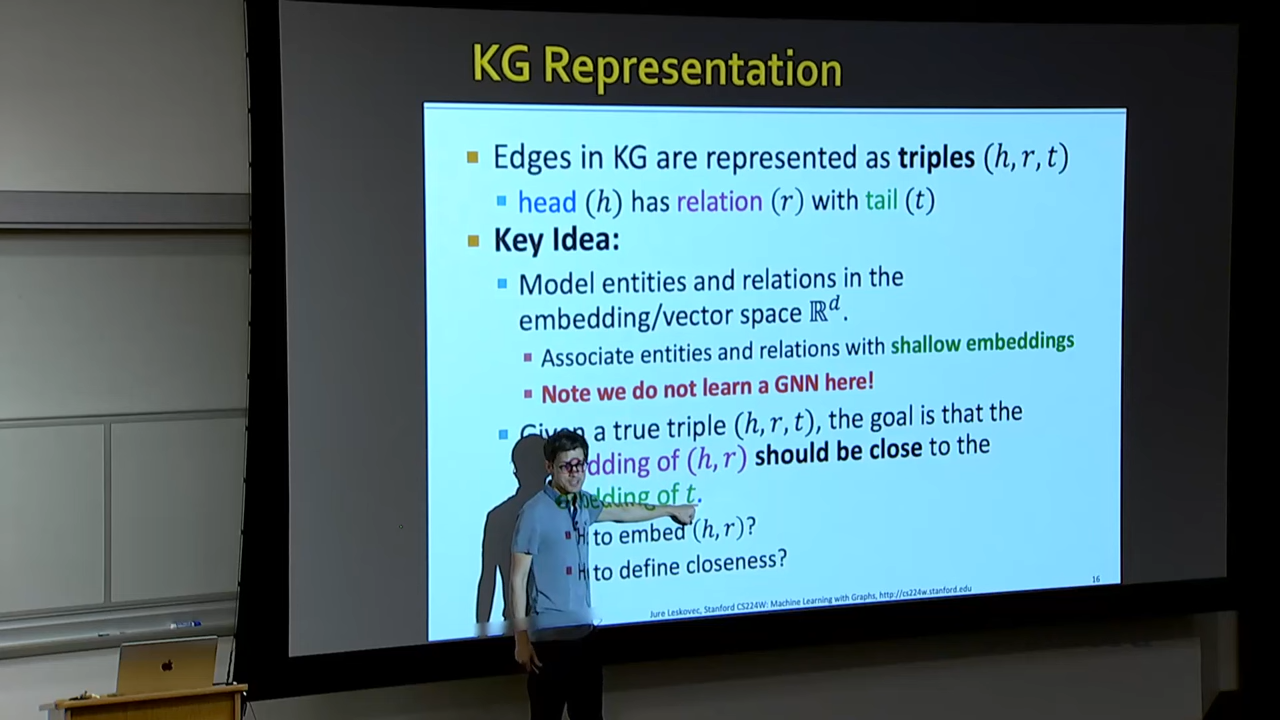 KG Representation
Edges in KG are represented as triples (h, r, t)
head (h) has relation (r) with tail (t)
Key Idea:
Model entities and relations in the
embedding/vector space ℝᵈ.
Associate entities and relations with shallow embeddings
Note we do not learn a GNN here!
Given a true triple (h, r, t), the goal is that the
dding of (h, r) should be close to the
bedding of t.
to embed (h, r)?
to define closeness?
Jure Leskovec, Stanford CS224W: Machine Learning with Graphs, http://cs224w.stanford.edu
16